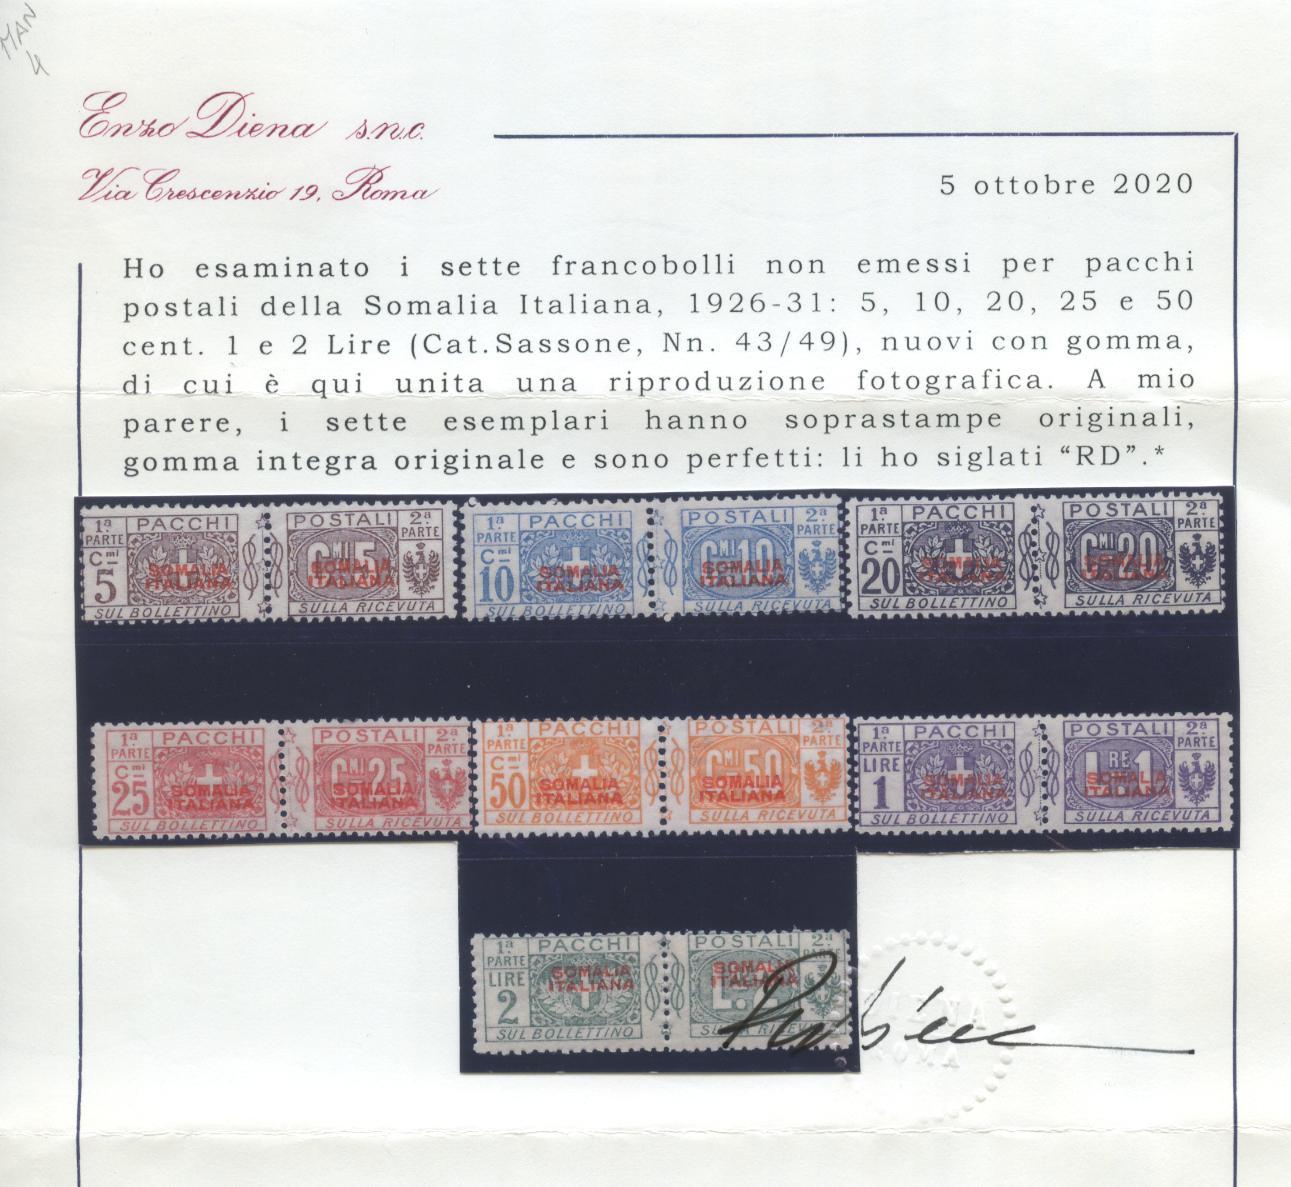 MAN
4
Enzo Diena s.n.c.
Via Crescenzio 19, Roma
5 ottobre 2020
Ho esaminato i sette francobolli non emessi per pacchi
postali della Somalia Italiana, 1926-31: 5, 10, 20, 25 e 50
cent. 1 e 2 Lire (Cat.Sassone, Nn. 43/49), nuovi con gomma,
di cui è qui unita una riproduzione fotografica. A mio
parere, i sette esemplari hanno soprastampe originali,
gomma integra originale e sono perfetti: li ho siglati “RD”.*
1ª PARTE PACCHI POSTALI 2ª PARTE
Cmi 5 Cmi 5
SOMALIA ITALIANA SOMALIA ITALIANA
SUL BOLLETTINO SULLA RICEVUTA
1ª PARTE PACCHI POSTALI 2ª PARTE
Cmi 10 Cmi 10
SOMALIA ITALIANA SOMALIA ITALIANA
SUL BOLLETTINO SULLA RICEVUTA
1ª PARTE PACCHI POSTALI 2ª PARTE
Cmi 20 Cmi 20
SOMALIA ITALIANA SOMALIA ITALIANA
SUL BOLLETTINO SULLA RICEVUTA
1ª PARTE PACCHI POSTALI 2ª PARTE
Cmi 25 Cmi 25
SOMALIA ITALIANA SOMALIA ITALIANA
SUL BOLLETTINO SULLA RICEVUTA
1ª PARTE PACCHI POSTALI 2ª PARTE
Cmi 50 Cmi 50
SOMALIA ITALIANA SOMALIA ITALIANA
SUL BOLLETTINO SULLA RICEVUTA
1ª PARTE PACCHI POSTALI 2ª PARTE
LIRE 1 LRE 1
SOMALIA ITALIANA SOMALIA ITALIANA
SUL BOLLETTINO SULLA RICEVUTA
1ª PARTE PACCHI POSTALI 2ª
LIRE 2 L. 2
SOMALIA ITALIANA SOMALIA ITALIANA
SUL BOLLETTINO SULLA RICEVUTA